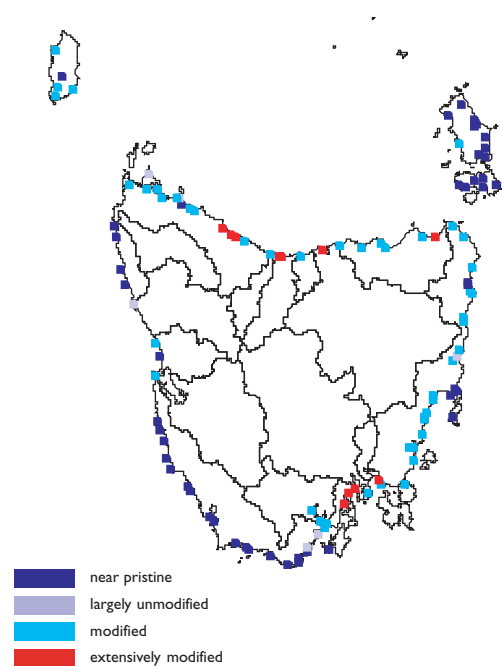 near pristine
largely unmodified
modified
extensively modified